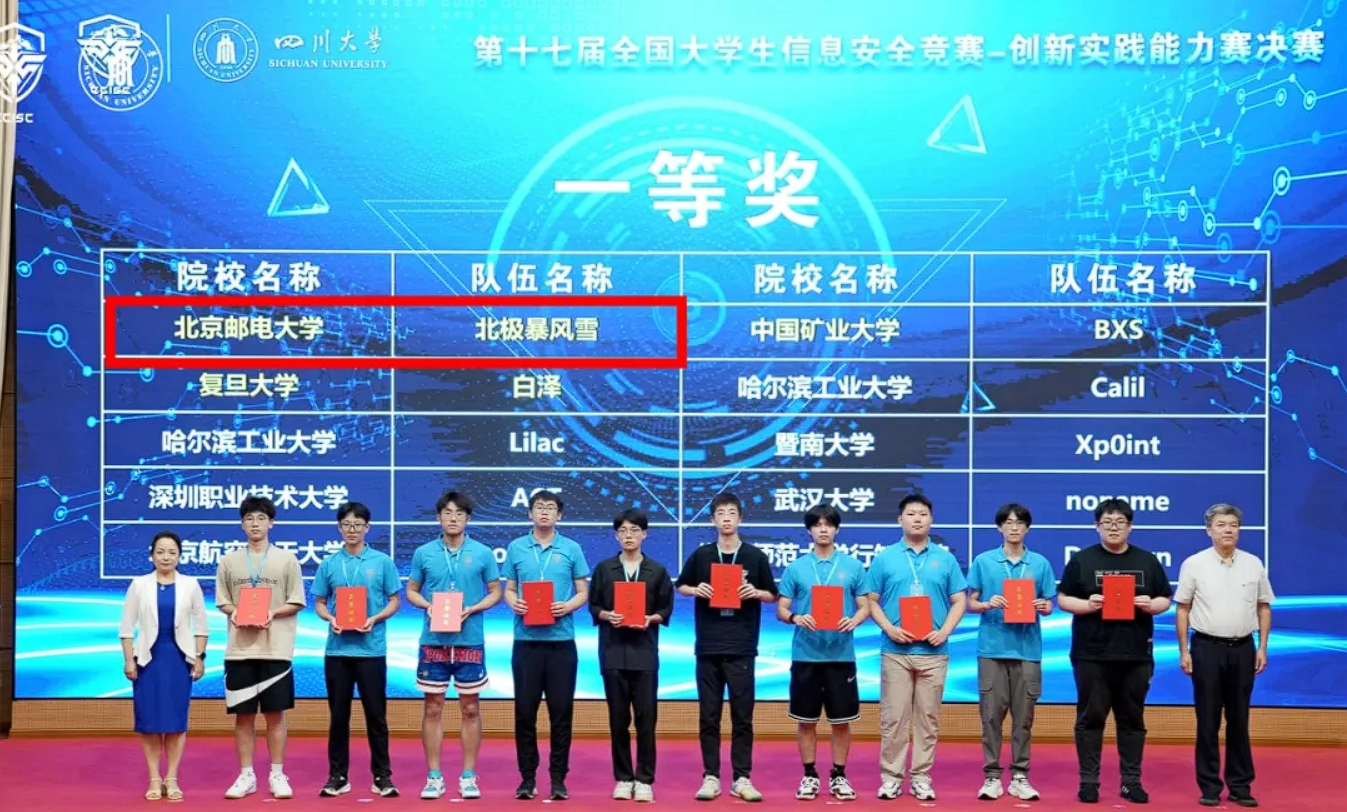 四川大學
SICHUAN UNIVERSITY
第十七届全国大学生信息安全竞赛-创新实践能力赛决赛
一等奖
院校名称 队伍名称 院校名称 队伍名称
北京邮电大学 北极暴风雪 中国矿业大学 BXS
复旦大学 白泽 哈尔滨工业大学 Calil
哈尔滨工业大学 Lilac 暨南大学 Xp0int
深圳职业技术大学 武汉大学